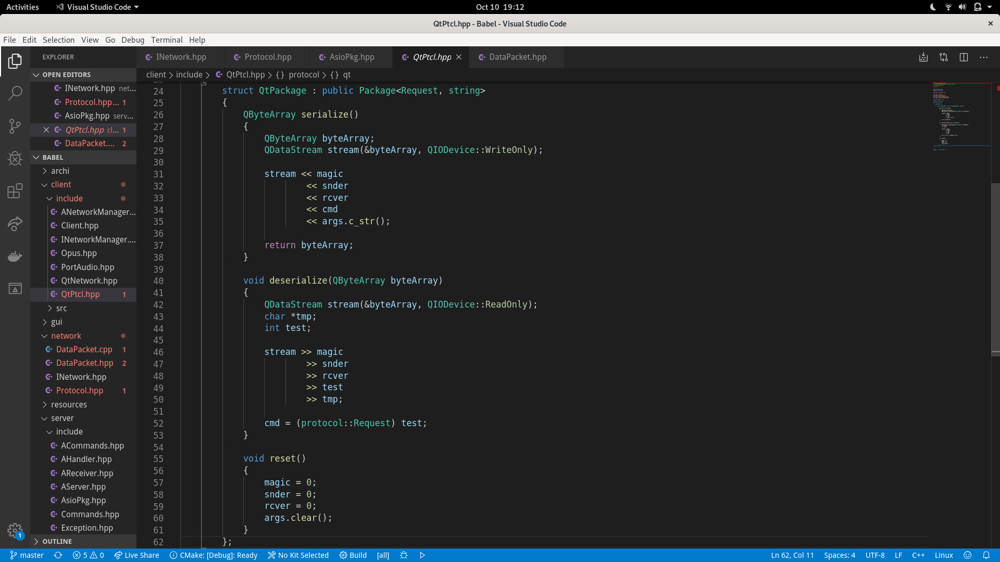 Activities
Visual Studio Code
Oct 10 19:12
QtPtcl.hpp - Babel - Visual Studio Code
File Edit Selection View Go Debug Terminal Help
EXPLORER
OPEN EDITORS
INetwork.hpp net...
Protocol.hpp... 1
AsioPkg.hpp serv...
QtPtcl.hpp cl... 1
DataPacket.... 2
BABEL
archi
client
include
ANetworkManager...
Client.hpp
INetworkManager....
Opus.hpp
PortAudio.hpp
QtNetwork.hpp
QtPtcl.hpp 1
src
gui
network
DataPacket.cpp 1
DataPacket.hpp 2
INetwork.hpp
Protocol.hpp 1
resources
server
include
ACommands.hpp
AHandler.hpp
AReceiver.hpp
AServer.hpp
AsioPkg.hpp
Commands.hpp
Exception.hpp
OUTLINE
1
INetwork.hpp Protocol.hpp AsioPkg.hpp QtPtcl.hpp DataPacket.hpp
client > include > QtPtcl.hpp > {} protocol > {} qt
24 struct QtPackage : public Package<Request, string>
25 {
26 QByteArray serialize()
27 {
28 QByteArray byteArray;
29 QDataStream stream(&byteArray, QIODevice::WriteOnly);
30
31 stream << magic
32 << snder
33 << rcver
34 << cmd
35 << args.c_str();
36
37 return byteArray;
38 }
39
40 void deserialize(QByteArray byteArray)
41 {
42 QDataStream stream(&byteArray, QIODevice::ReadOnly);
43 char *tmp;
44 int test;
45
46 stream >> magic
47 >> snder
48 >> rcver
49 >> test
50 >> tmp;
51
52 cmd = (protocol::Request) test;
53 }
54
55 void reset()
56 {
57 magic = 0;
58 snder = 0;
59 rcver = 0;
60 args.clear();
61 }
62 };
master 5 0 Live Share CMake: [Debug]: Ready No Kit Selected Build [all] Ln 62, Col 11 Spaces: 4 UTF-8 LF C++ Linux